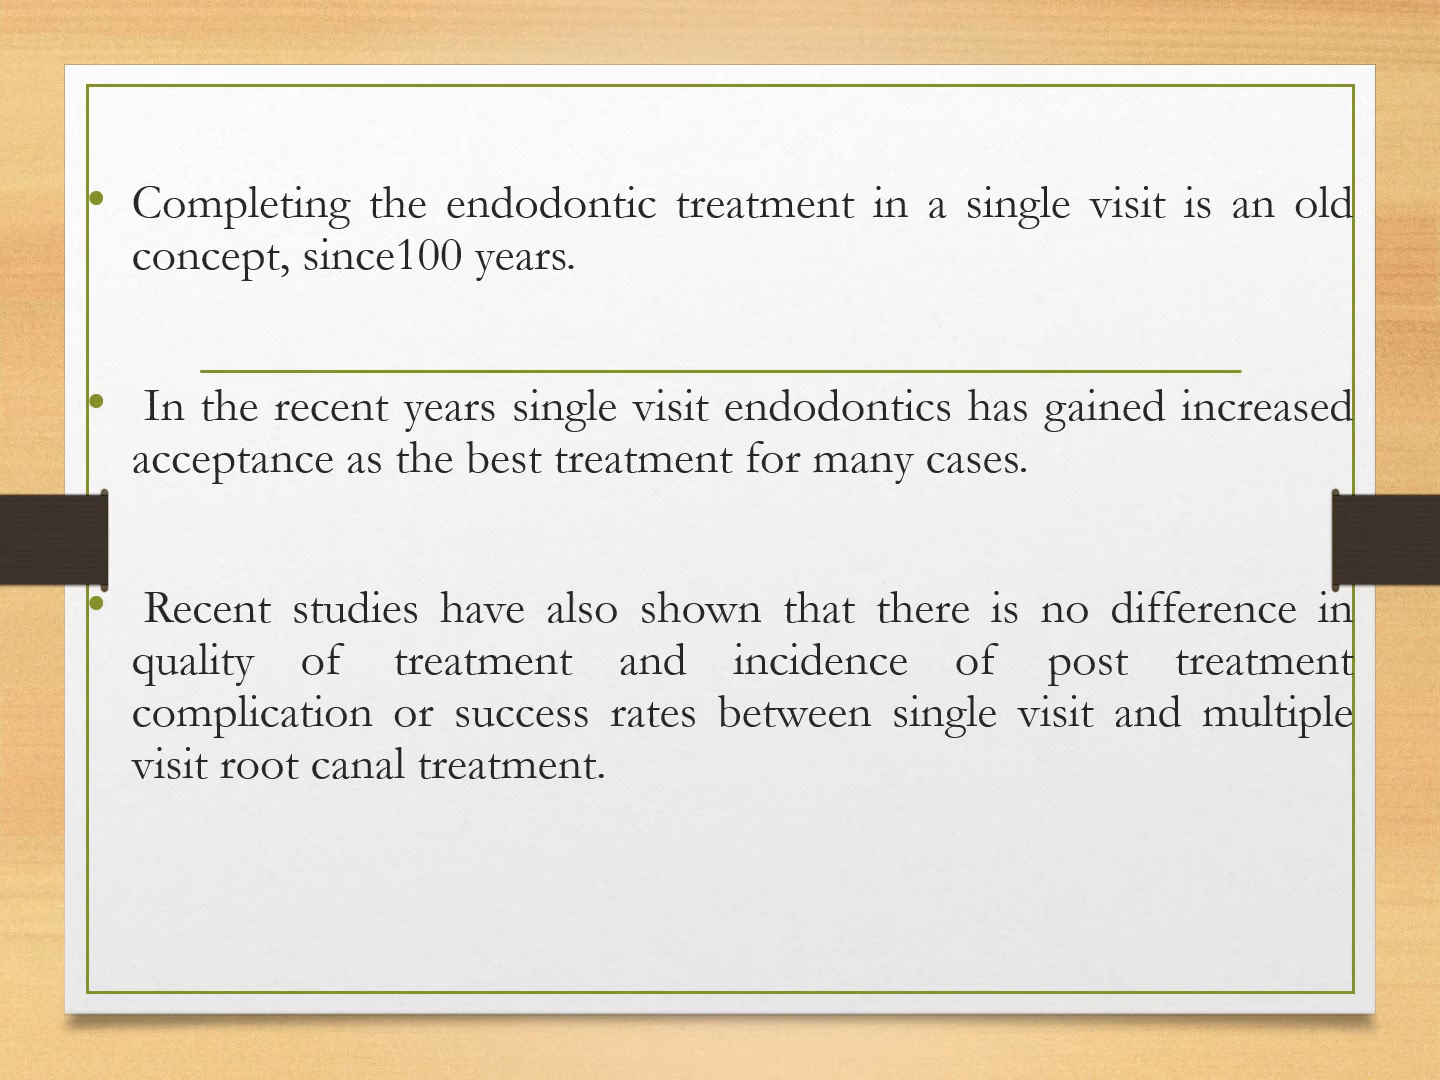 • Completing the endodontic treatment in a single visit is an old
concept, since100 years.
• In the recent years single visit endodontics has gained increased
acceptance as the best treatment for many cases.
• Recent studies have also shown that there is no difference in
quality of treatment and incidence of post treatment
complication or success rates between single visit and multiple
visit root canal treatment.